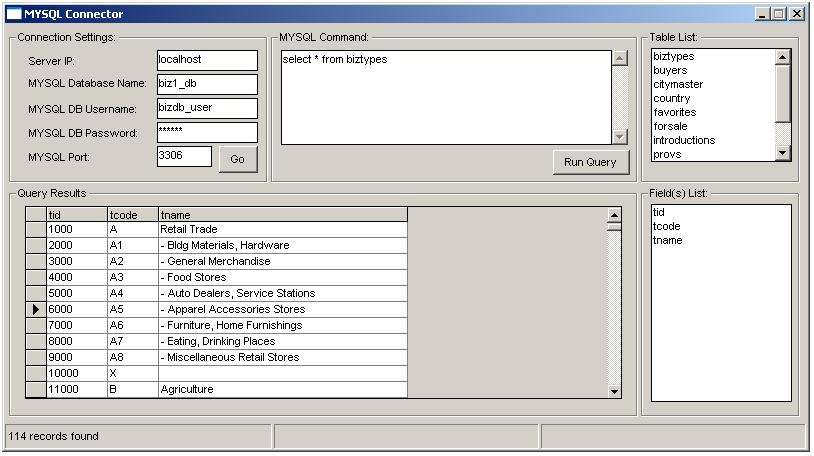 MYSQL Connector
Connection Settings:
Server IP:
localhost
MYSQL Database Name:
biz1_db
MYSQL DB Username:
bizdb_user
MYSQL DB Password:
******
MYSQL Port:
3306
Go
MYSQL Command:
select * from biztypes
Run Query
Table List:
biztypes
buyers
citymaster
country
favorites
forsale
introductions
provs
Query Results
tid tcode tname
1000 A Retail Trade
2000 A1 - Bldg Materials, Hardware
3000 A2 - General Merchandise
4000 A3 - Food Stores
5000 A4 - Auto Dealers, Service Stations
6000 A5 - Apparel Accessories Stores
7000 A6 - Furniture, Home Furnishings
8000 A7 - Eating, Drinking Places
9000 A8 - Miscellaneous Retail Stores
10000 X
11000 B Agriculture
Field(s) List:
tid
tcode
tname
114 records found